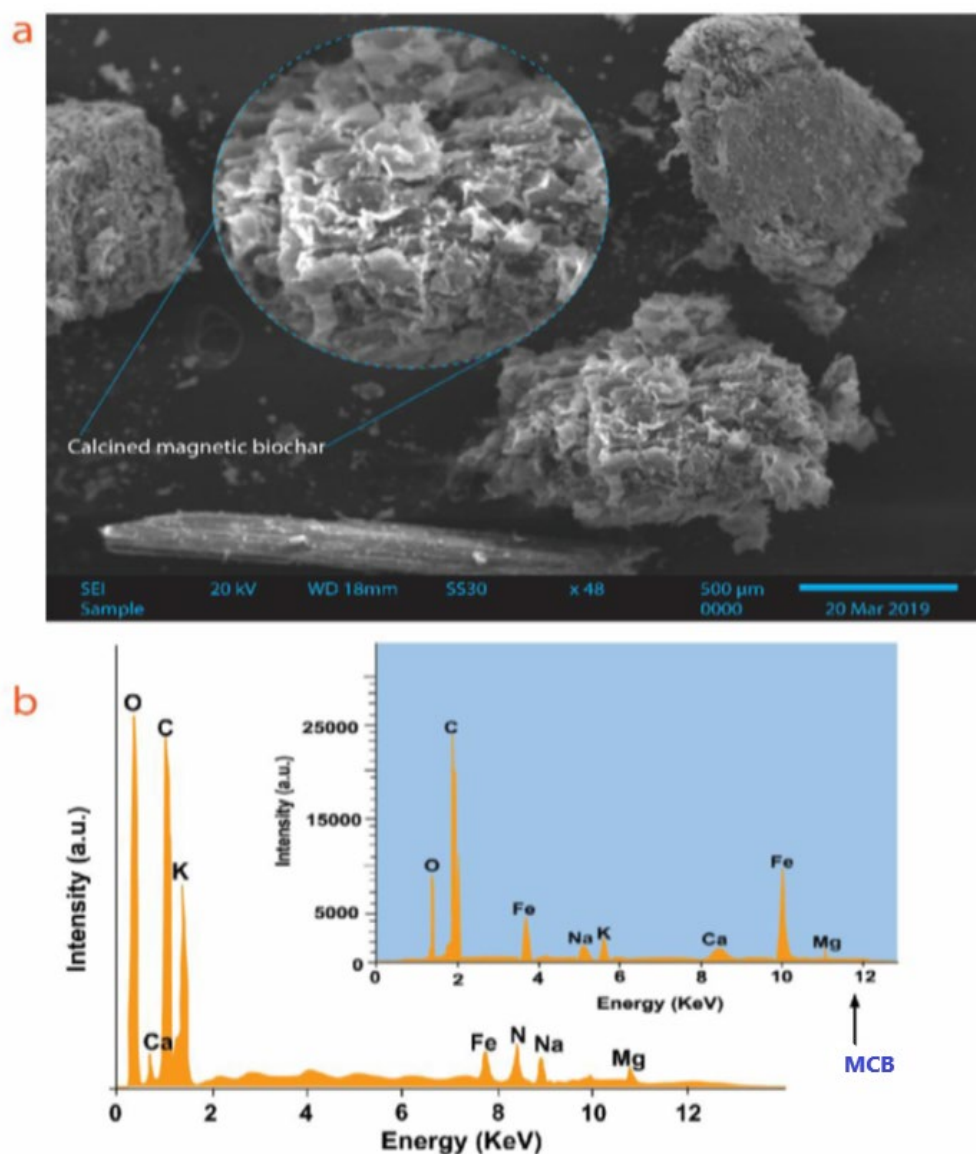 a
Calcined magnetic biochar
SEI 20 kV WD 18mm SS30 x 48 500 µm
Sample 0000 20 Mar 2019
b
Intensity (a.u.)
O
C
K
Ca
Fe
N
Na
Mg
0 2 4 6 8 10 12
Energy (KeV)
Intensity (a.u.)
25000
15000
5000
0
C
O
Fe
Na
K
Ca
Fe
Mg
0 2 4 6 8 10 12
Energy (KeV)
MCB